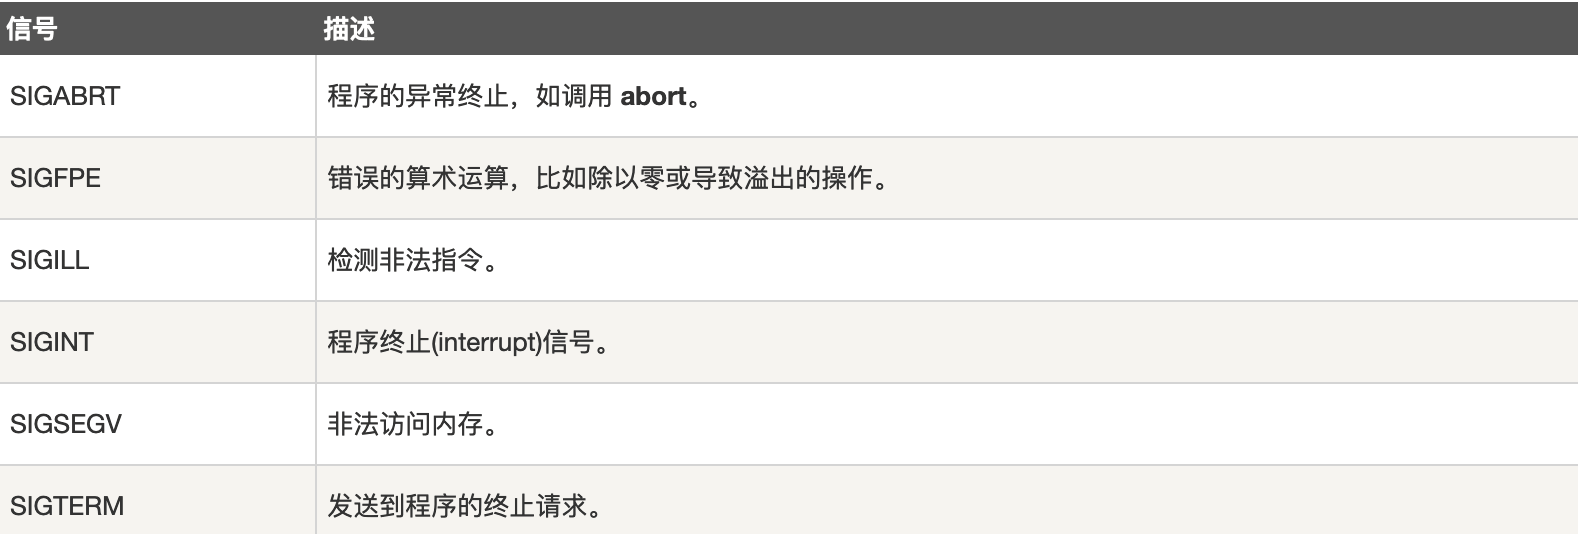 信号 描述
SIGABRT 程序的异常终止，如调用 abort。
SIGFPE 错误的算术运算，比如除以零或导致溢出的操作。
SIGILL 检测非法指令。
SIGINT 程序终止(interrupt)信号。
SIGSEGV 非法访问内存。
SIGTERM 发送到程序的终止请求。